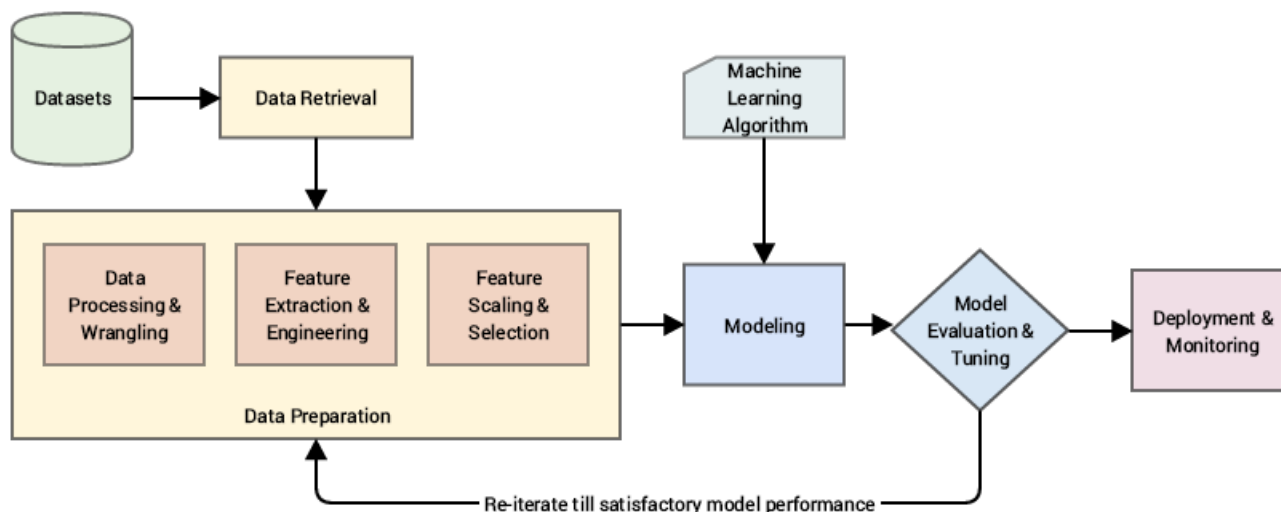 Datasets
Data Retrieval
Machine
Learning
Algorithm
Data
Processing &
Wrangling
Feature
Extraction &
Engineering
Feature
Scaling &
Selection
Data Preparation
Modeling
Model
Evaluation &
Tuning
Deployment &
Monitoring
Re-iterate till satisfactory model performance